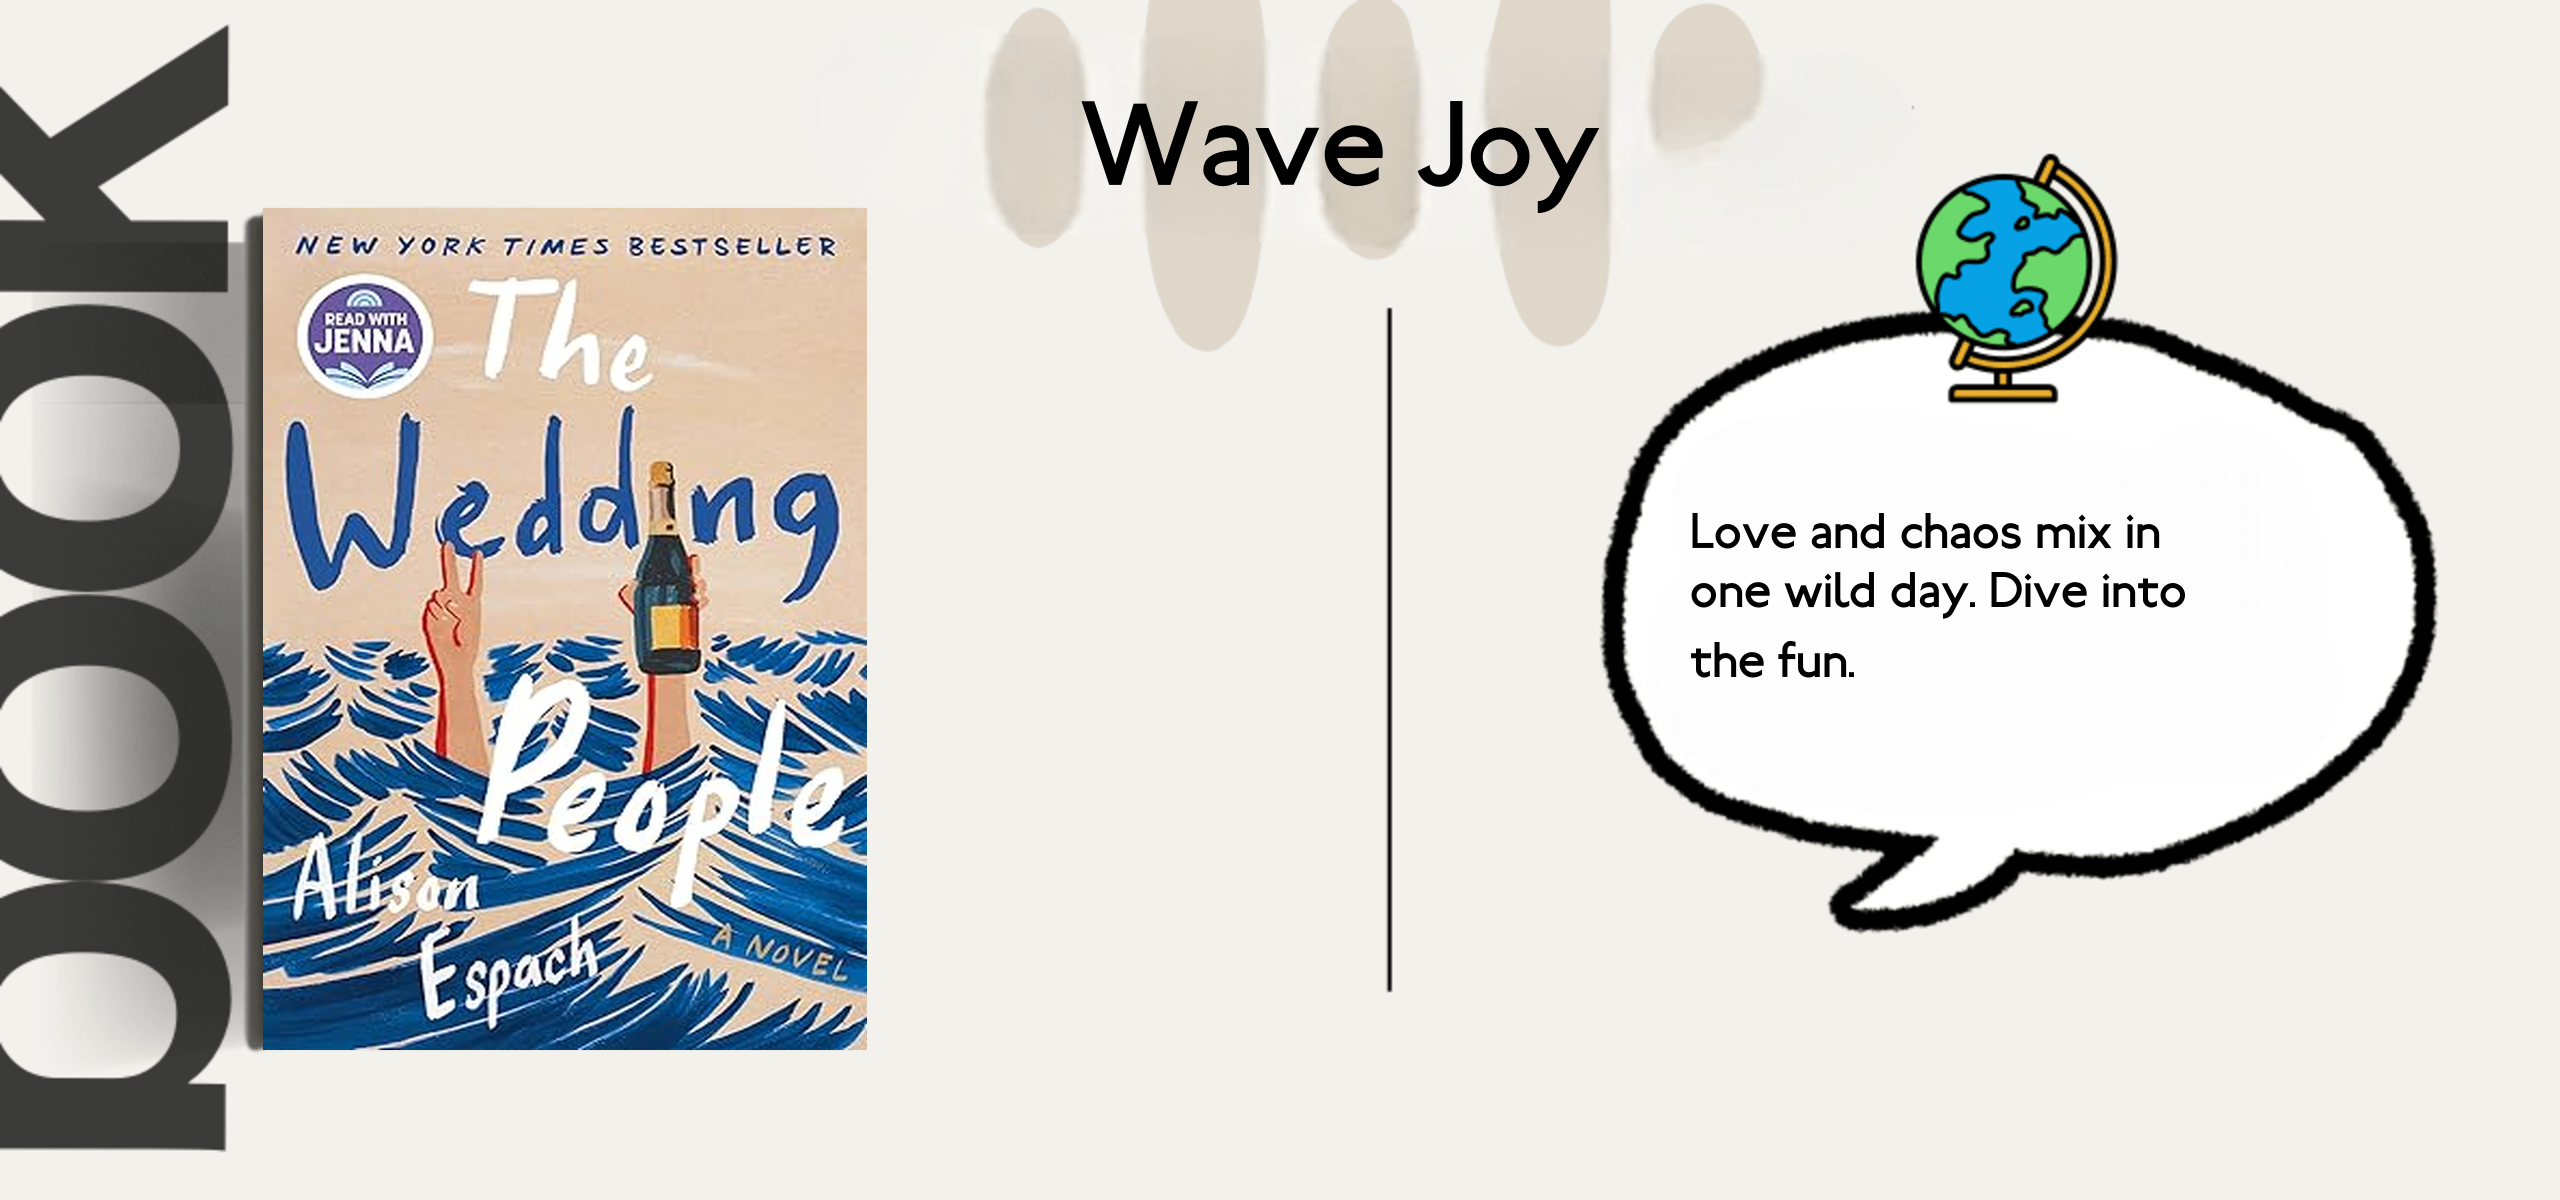 book
Wave Joy
NEW YORK TIMES BESTSELLER
READ WITH
JENNA
The
Wedding
People
Alison
Espach
A NOVEL
Love and chaos mix in
one wild day. Dive into
the fun.